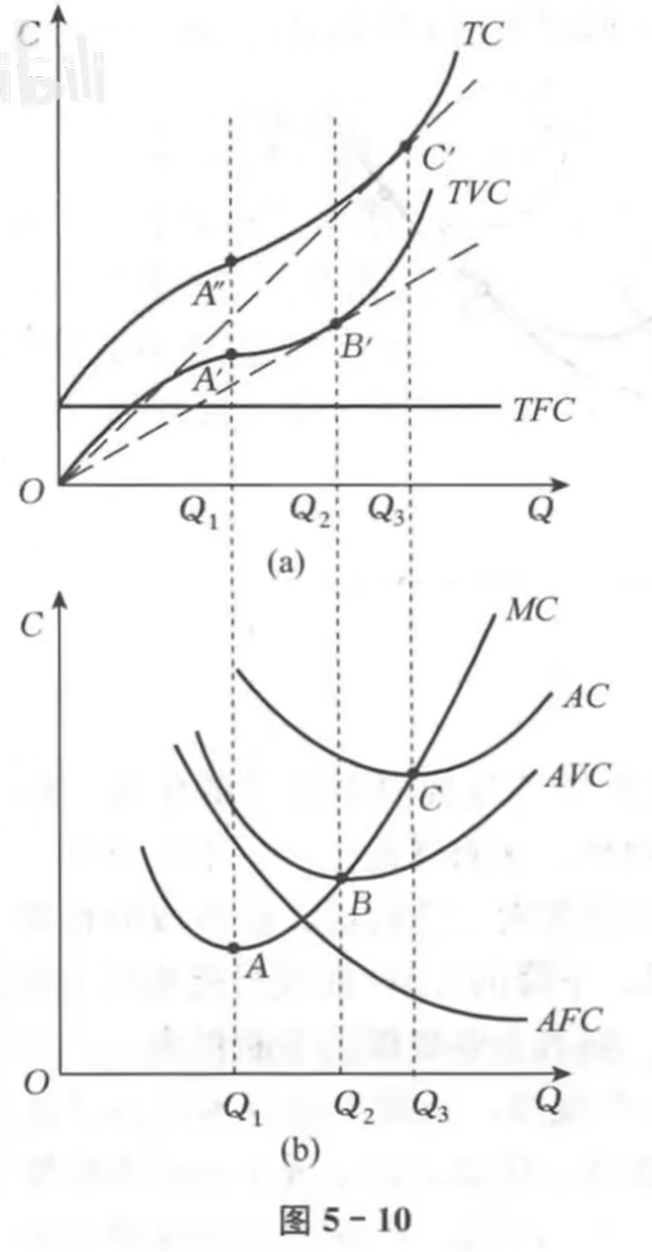 C
TC
C′
TVC
A″
A′
B′
TFC
O
Q₁ Q₂ Q₃ Q
(a)
C
MC
AC
AVC
C
B
A
AFC
O
Q₁ Q₂ Q₃ Q
(b)
图 5-10